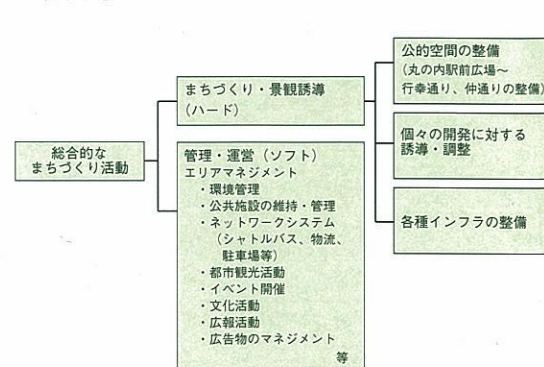 総合的な
まちづくり活動
まちづくり・景観誘導
(ハード)
管理・運営(ソフト)
エリアマネジメント
・環境管理
・公共施設の維持・管理
・ネットワークシステム
(シャトルバス、物流、
駐車場等)
・都市観光活動
・イベント開催
・文化活動
・広報活動
・広告物のマネジメント
等
公的空間の整備
(丸の内駅前広場〜
行幸通り、仲通りの整備)
個々の開発に対する
誘導・調整
各種インフラの整備